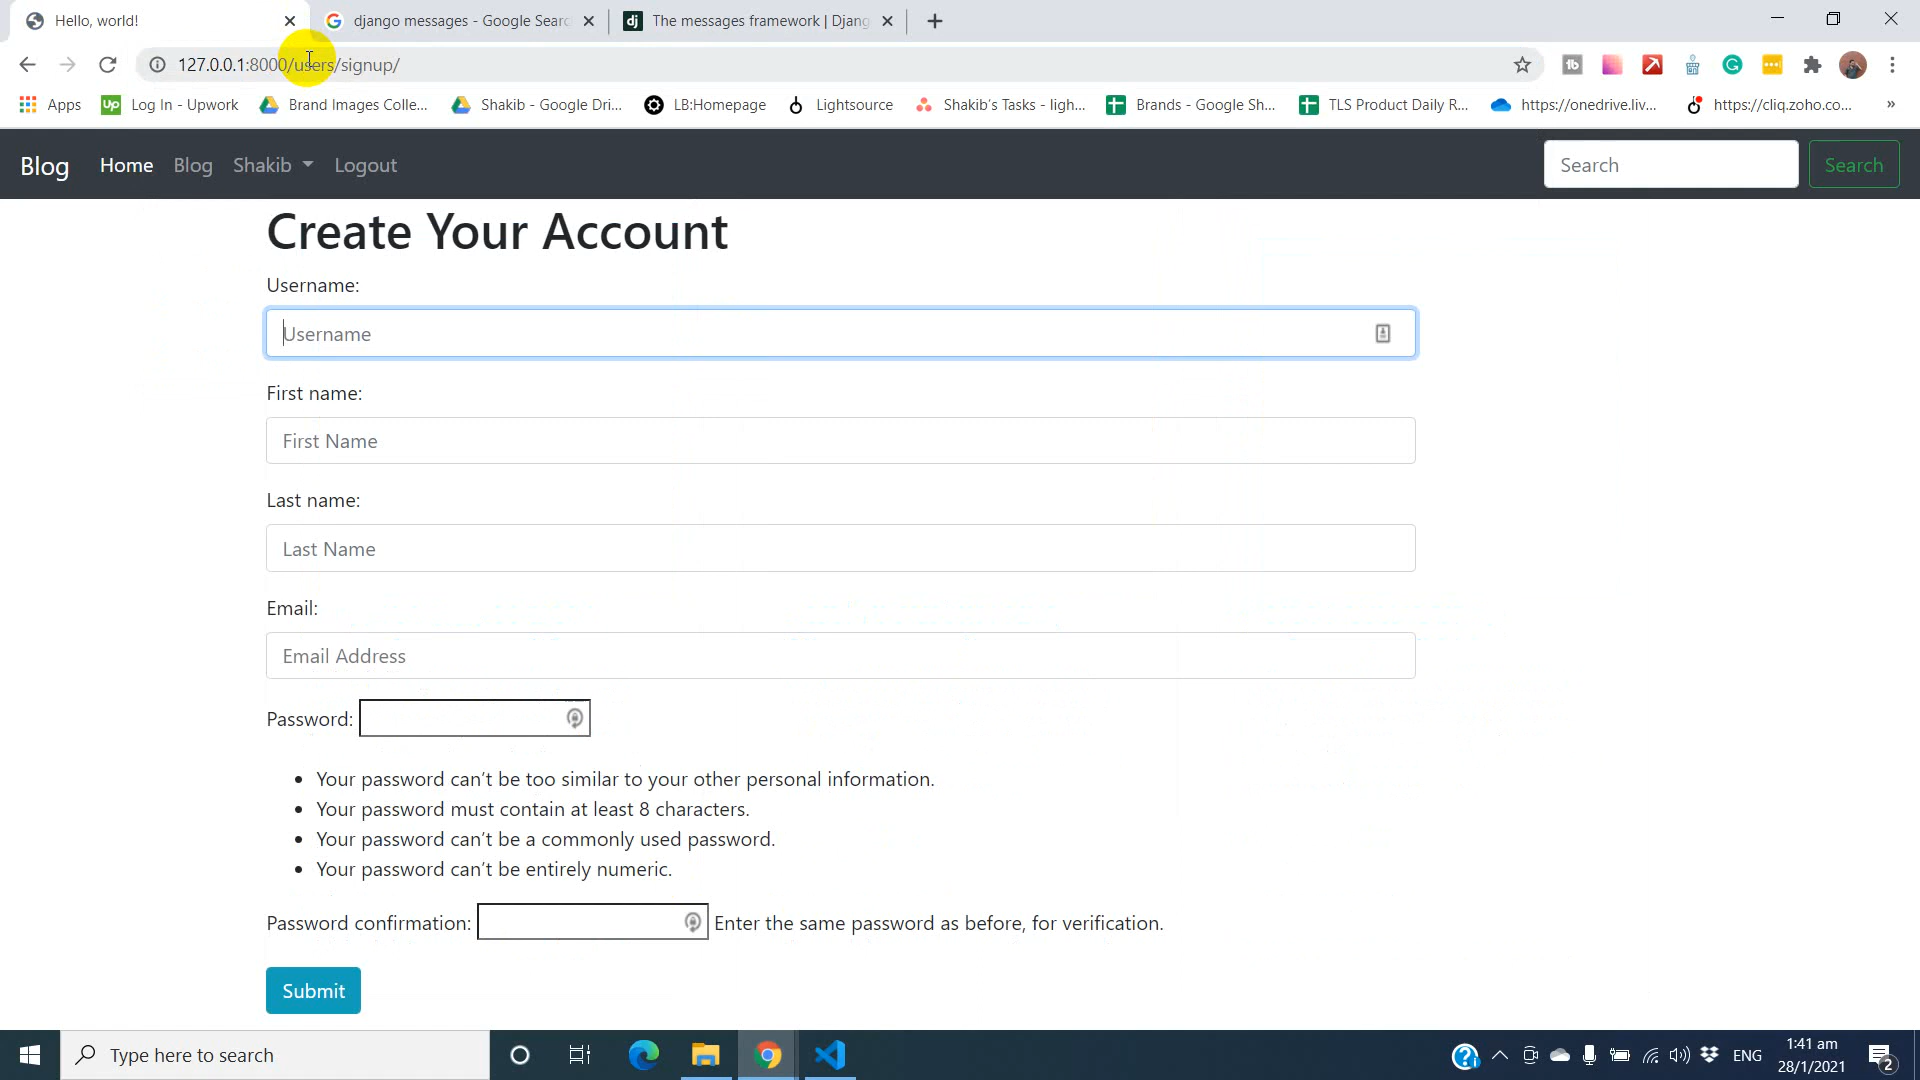 Hello, world!
django messages - Google Searc
The messages framework | Djang
127.0.0.1:8000/users/signup/
Apps
Log In - Upwork
Brand Images Colle...
Shakib - Google Dri...
LB:Homepage
Lightsource
Shakib's Tasks - ligh...
Brands - Google Sh...
TLS Product Daily R...
https://onedrive.liv...
https://cliq.zoho.co...
»
Blog Home Blog Shakib Logout
Search Search
Create Your Account
Username:
Username
First name:
First Name
Last name:
Last Name
Email:
Email Address
Password:
• Your password can't be too similar to your other personal information.
• Your password must contain at least 8 characters.
• Your password can't be a commonly used password.
• Your password can't be entirely numeric.
Password confirmation: Enter the same password as before, for verification.
Submit
Type here to search
ENG
1:41 am
28/1/2021
2